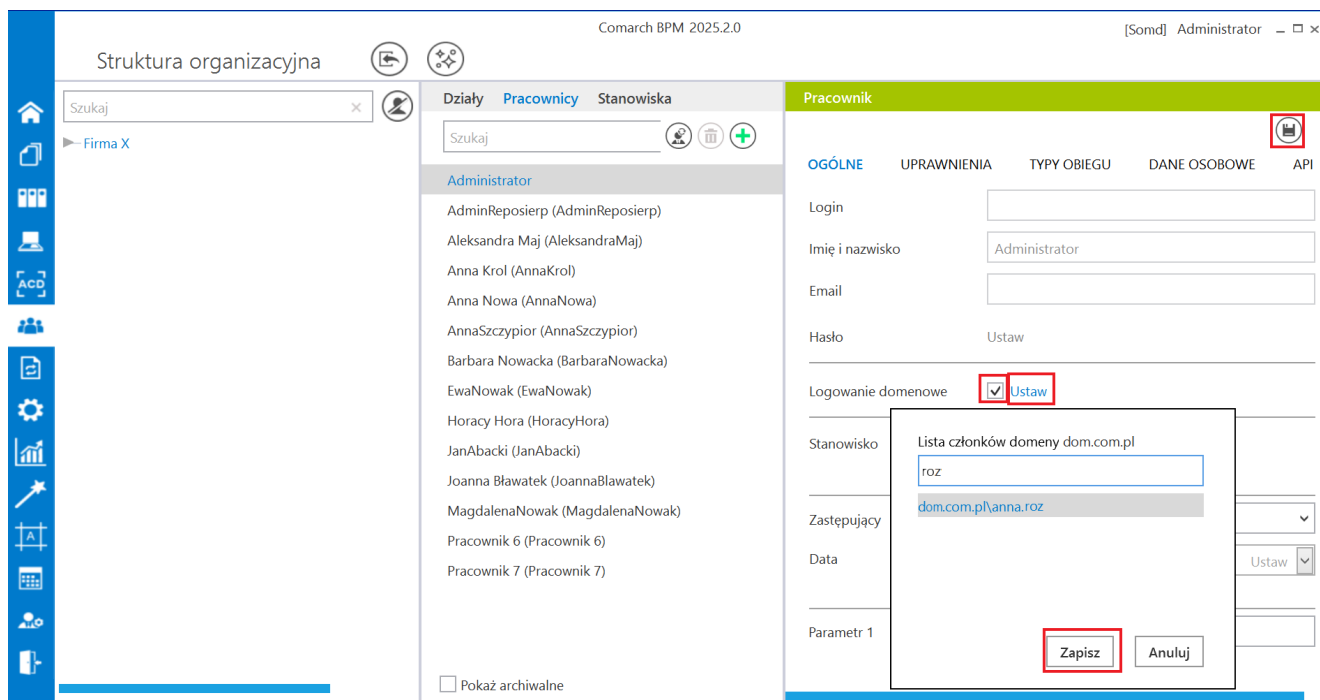 Comarch BPM 2025.2.0
[Somd] Administrator
Struktura organizacyjna
Szukaj
Firma X
ACD
A
Działy Pracownicy Stanowiska
Szukaj
Administrator
AdminReposierp (AdminReposierp)
Aleksandra Maj (AleksandraMaj)
Anna Krol (AnnaKrol)
Anna Nowa (AnnaNowa)
AnnaSzczypior (AnnaSzczypior)
Barbara Nowacka (BarbaraNowacka)
EwaNowak (EwaNowak)
Horacy Hora (HoracyHora)
JanAbacki (JanAbacki)
Joanna Bławatek (JoannaBlawatek)
MagdalenaNowak (MagdalenaNowak)
Pracownik 6 (Pracownik 6)
Pracownik 7 (Pracownik 7)
Pokaż archiwalne
Pracownik
OGÓLNE UPRAWNIENIA TYPY OBIEGU DANE OSOBOWE API
Login
Imię i nazwisko Administrator
Email
Hasło Ustaw
Logowanie domenowe Ustaw
Stanowisko
Zastępujący
Data Ustaw
Parametr 1
Lista członków domeny dom.com.pl
roz
dom.com.pl\anna.roz
Zapisz Anuluj